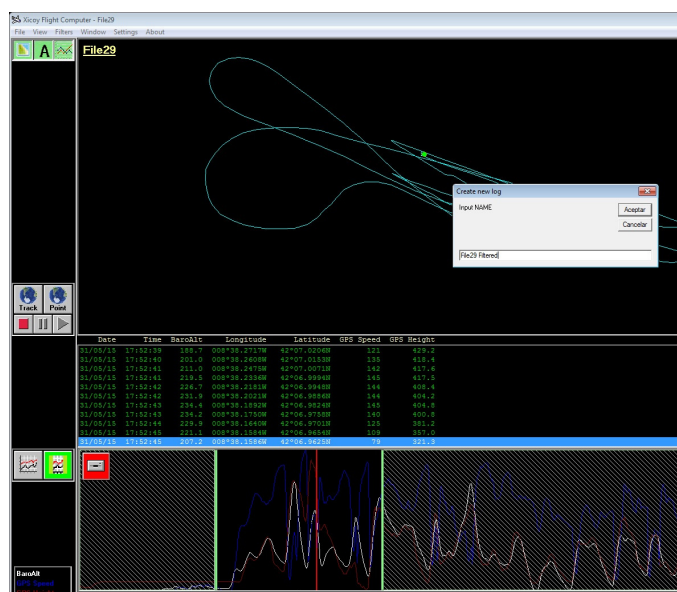 Xicoy Flight Computer - File29
File View Filters Window Settings About
A
File29
Create new log
Input NAME
Aceptar
Cancelar
File29 Filtered
Track Point
Date Time BaroAlt Longitude Latitude GPS Speed GPS Height
31/05/15 17:52:39 188.7 008°38.2717W 42°07.0206N 121 429.2
31/05/15 17:52:40 201.0 008°38.2608W 42°07.0153N 135 418.4
31/05/15 17:52:41 211.0 008°38.2475W 42°07.0071N 142 417.6
31/05/15 17:52:41 219.5 008°38.2336W 42°06.9994N 145 417.5
31/05/15 17:52:42 226.7 008°38.2181W 42°06.9945N 144 408.4
31/05/15 17:52:42 231.9 008°38.2021W 42°06.9886N 144 404.2
31/05/15 17:52:43 234.4 008°38.1892W 42°06.9824N 145 404.8
31/05/15 17:52:43 234.2 008°38.1750W 42°06.9758N 140 400.8
31/05/15 17:52:44 229.9 008°38.1640W 42°06.9701N 125 381.2
31/05/15 17:52:45 221.1 008°38.1584W 42°06.9654N 109 357.0
31/05/15 17:52:45 207.2 008°38.1586W 42°06.9625N 79 321.3
BaroAlt
GPS Speed